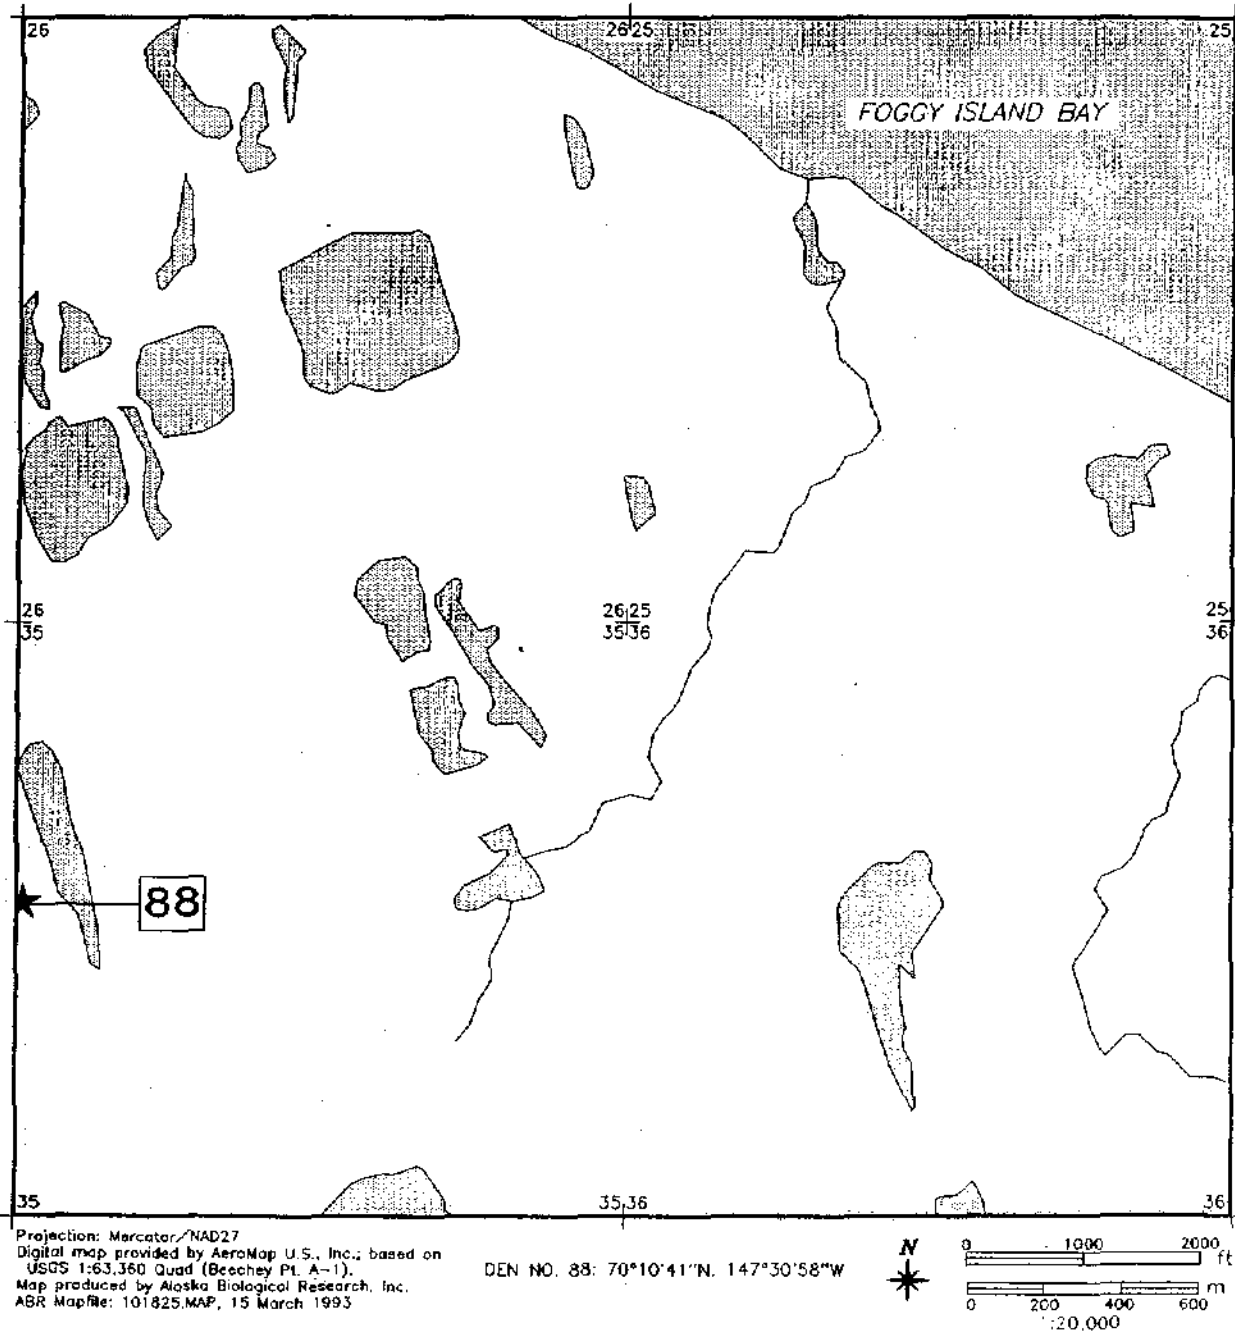 26
26 25
25
FOGGY ISLAND BAY
26
35
26 25
35 36
25
36
88
35
35 36
36
Projection: Mercator/NAD27
Digital map provided by AeroMap U.S., Inc.; based on
USGS 1:63,360 Quad (Beechey Pt. A-1).
Map produced by Alaska Biological Research, Inc.
ABR Mapfile: 101825.MAP, 15 March 1993
DEN NO. 88: 70°10'41"N, 147°30'58"W
N
0 1000 2000
ft
m
0 200 400 600
1:20,000